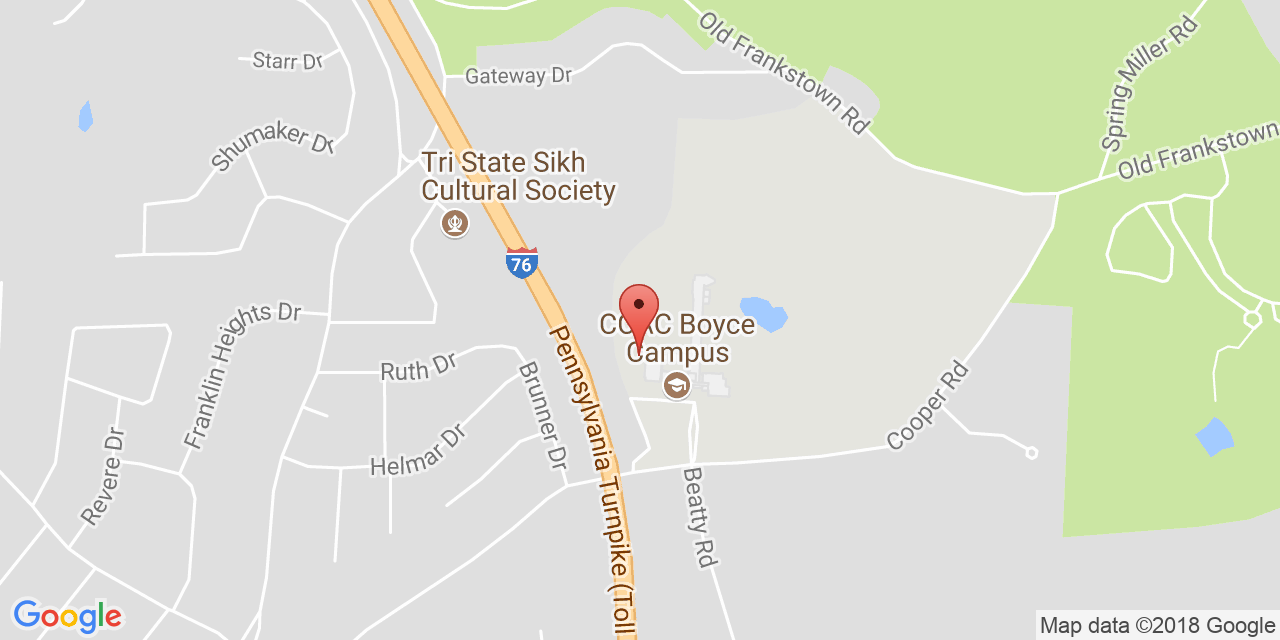 Old Frankstown Rd
Spring Miller Rd
Starr Dr
Gateway Dr
Shumaker Dr
Old Frankstown
Tri State Sikh
Cultural Society
76
Franklin Heights Dr
CCAC Boyce
Campus
Ruth Dr
Brunner Dr
Pennsylvania Turnpike (Toll
Cooper Rd
Helmar Dr
Revere Dr
Beatty Rd
Google
Map data ©2018 Google